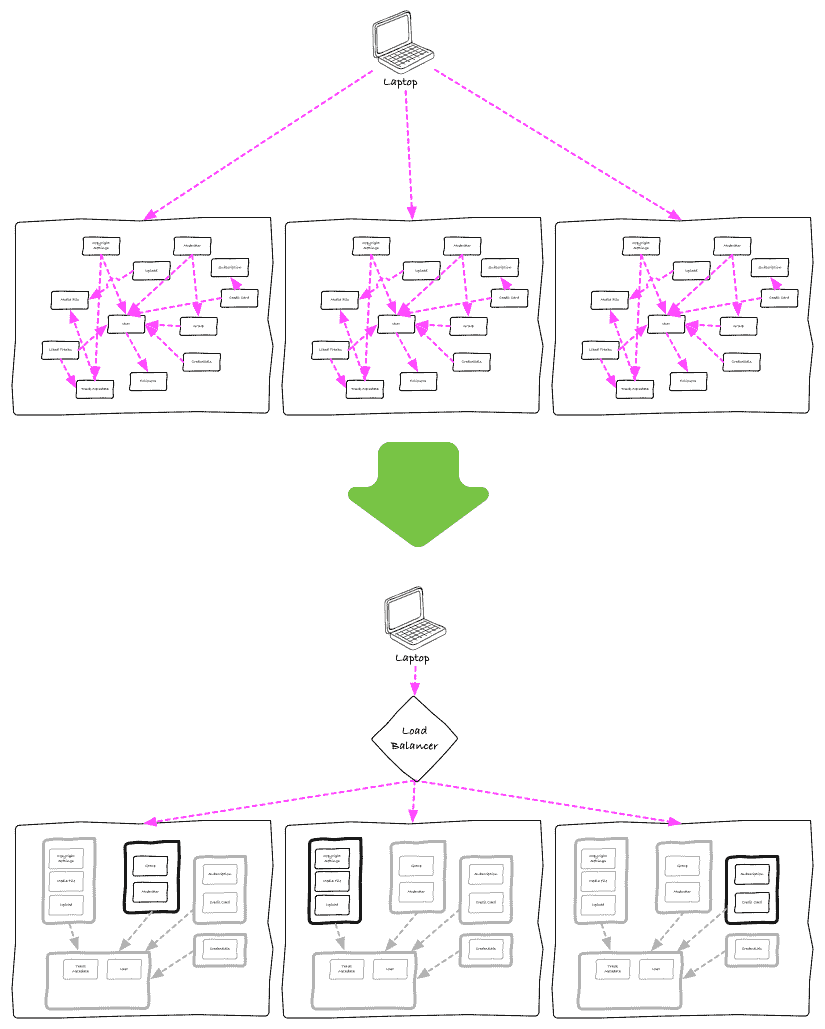 Laptop
Copyright
Settings
Moderator
Upload
Subscription
Media File
Credit Card
User
Group
Liked Tracks
Credentials
Track Metadata
Followers
Copyright
Settings
Moderator
Upload
Subscription
Media File
Credit Card
User
Group
Liked Tracks
Credentials
Track Metadata
Followers
Copyright
Settings
Moderator
Upload
Subscription
Media File
Credit Card
User
Group
Liked Tracks
Credentials
Track Metadata
Followers
Laptop
Load
Balancer
Copyright
Settings
Media File
Upload
Group
Moderator
Subscription
Credit Card
Credentials
Track
Metadata
User
Copyright
Settings
Media File
Upload
Group
Moderator
Subscription
Credit Card
Credentials
Track
Metadata
User
Copyright
Settings
Media File
Upload
Group
Moderator
Subscription
Credit Card
Credentials
Track
Metadata
User